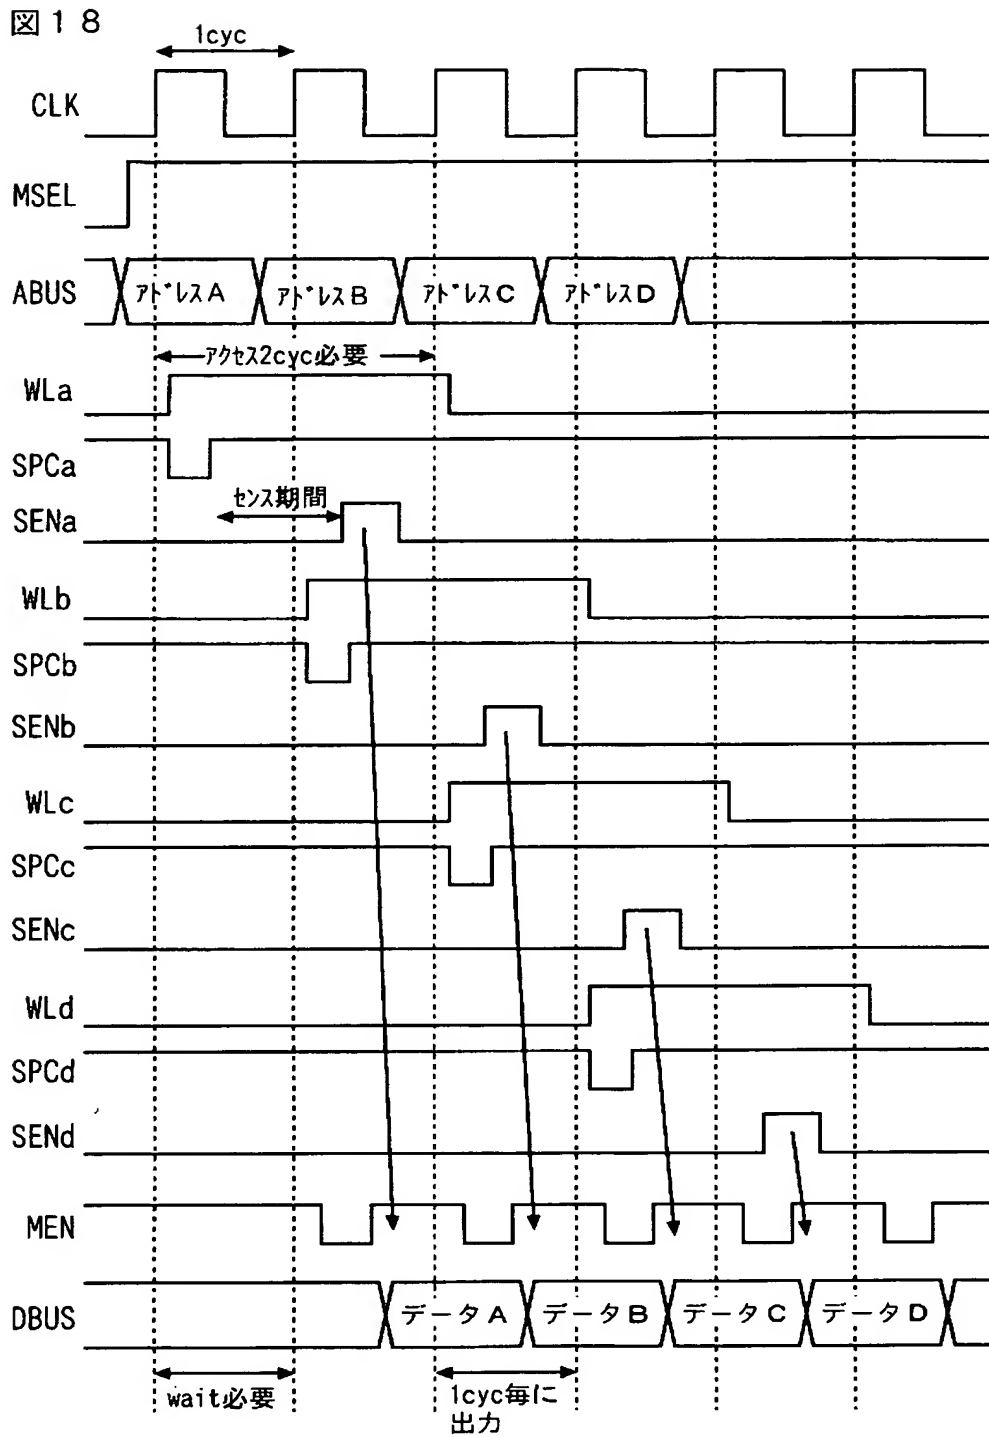 図18
1cyc
CLK
MSEL
ABUS
アドレスA
アドレスB
アドレスC
アドレスD
アクセス2cyc必要
WLa
SPCa
センス期間
SENa
WLb
SPCb
SENb
WLc
SPCc
SENc
WLd
SPCd
SENd
MEN
DBUS
データA
データB
データC
データD
wait必要
1cyc毎に
出力